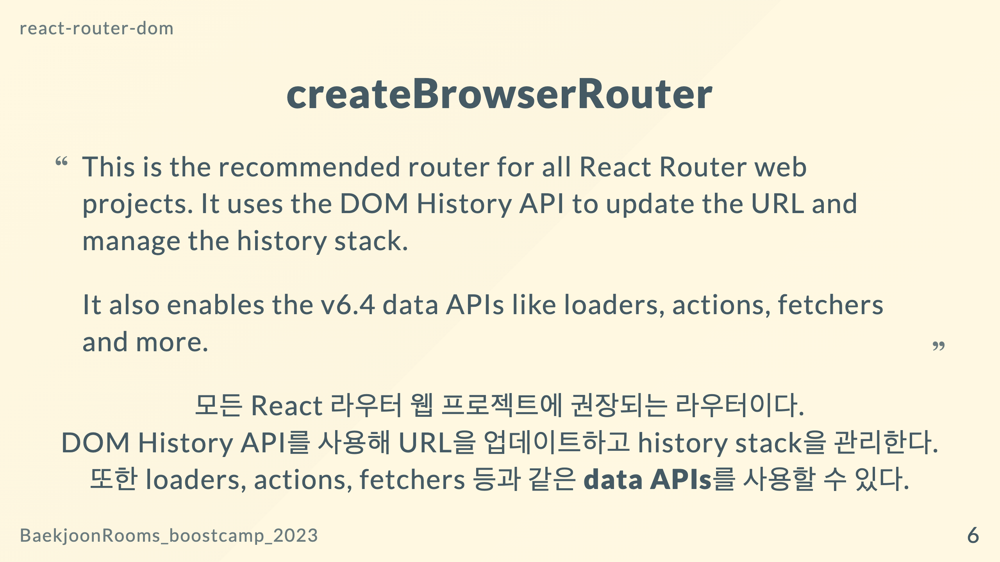 react-router-dom
createBrowserRouter
“ This is the recommended router for all React Router web
projects. It uses the DOM History API to update the URL and
manage the history stack.
It also enables the v6.4 data APIs like loaders, actions, fetchers
and more. ”
모든 React 라우터 웹 프로젝트에 권장되는 라우터이다.
DOM History API를 사용해 URL을 업데이트하고 history stack을 관리한다.
또한 loaders, actions, fetchers 등과 같은 data APIs를 사용할 수 있다.
BaekjoonRooms_boostcamp_2023
6